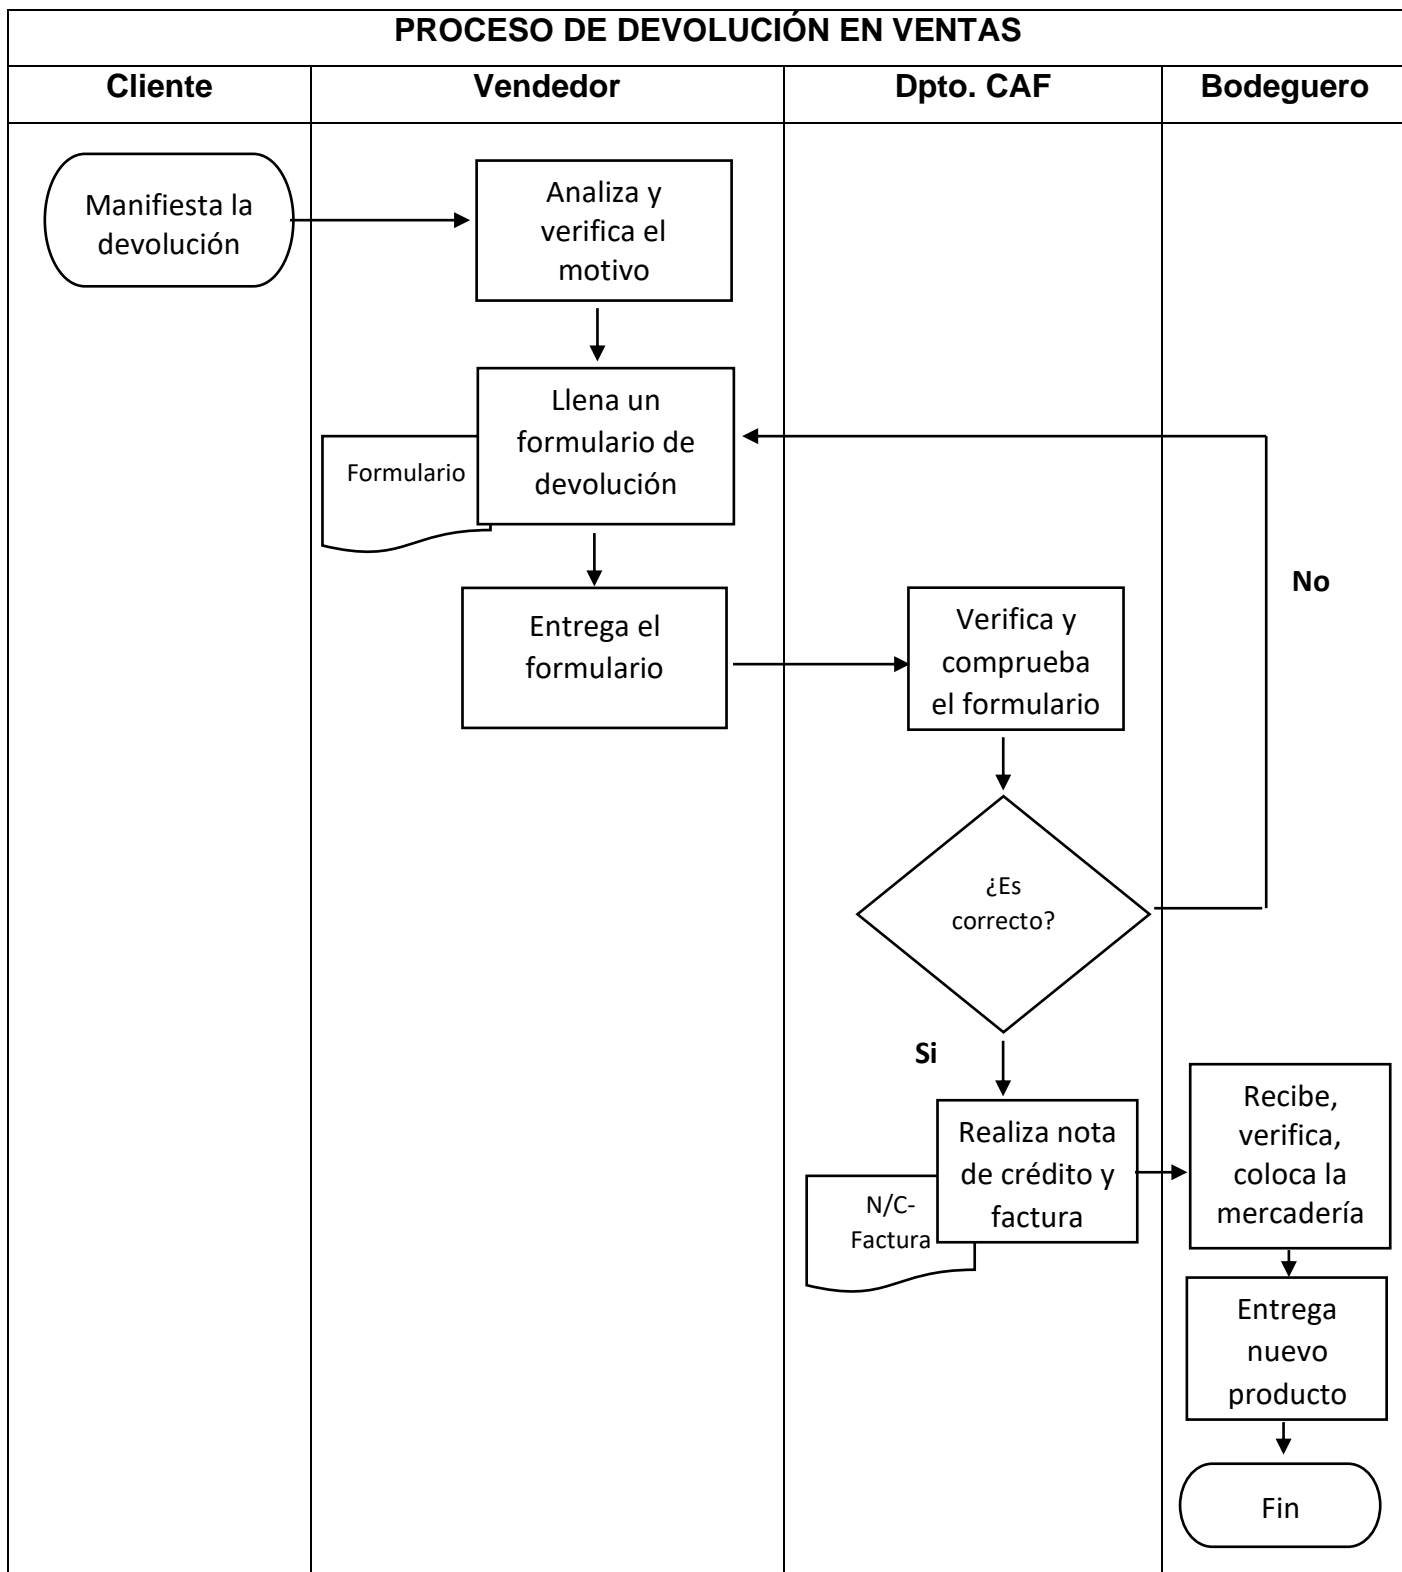 PROCESO DE DEVOLUCIÓN EN VENTAS
Cliente
Vendedor
Dpto. CAF
Bodeguero
Manifiesta la
devolución
Analiza y
verifica el
motivo
Llena un
formulario de
devolución
Formulario
Entrega el
formulario
Verifica y
comprueba
el formulario
No
¿Es
correcto?
Si
Realiza nota
de crédito y
factura
N/C-
Factura
Recibe,
verifica,
coloca la
mercadería
Entrega
nuevo
producto
Fin